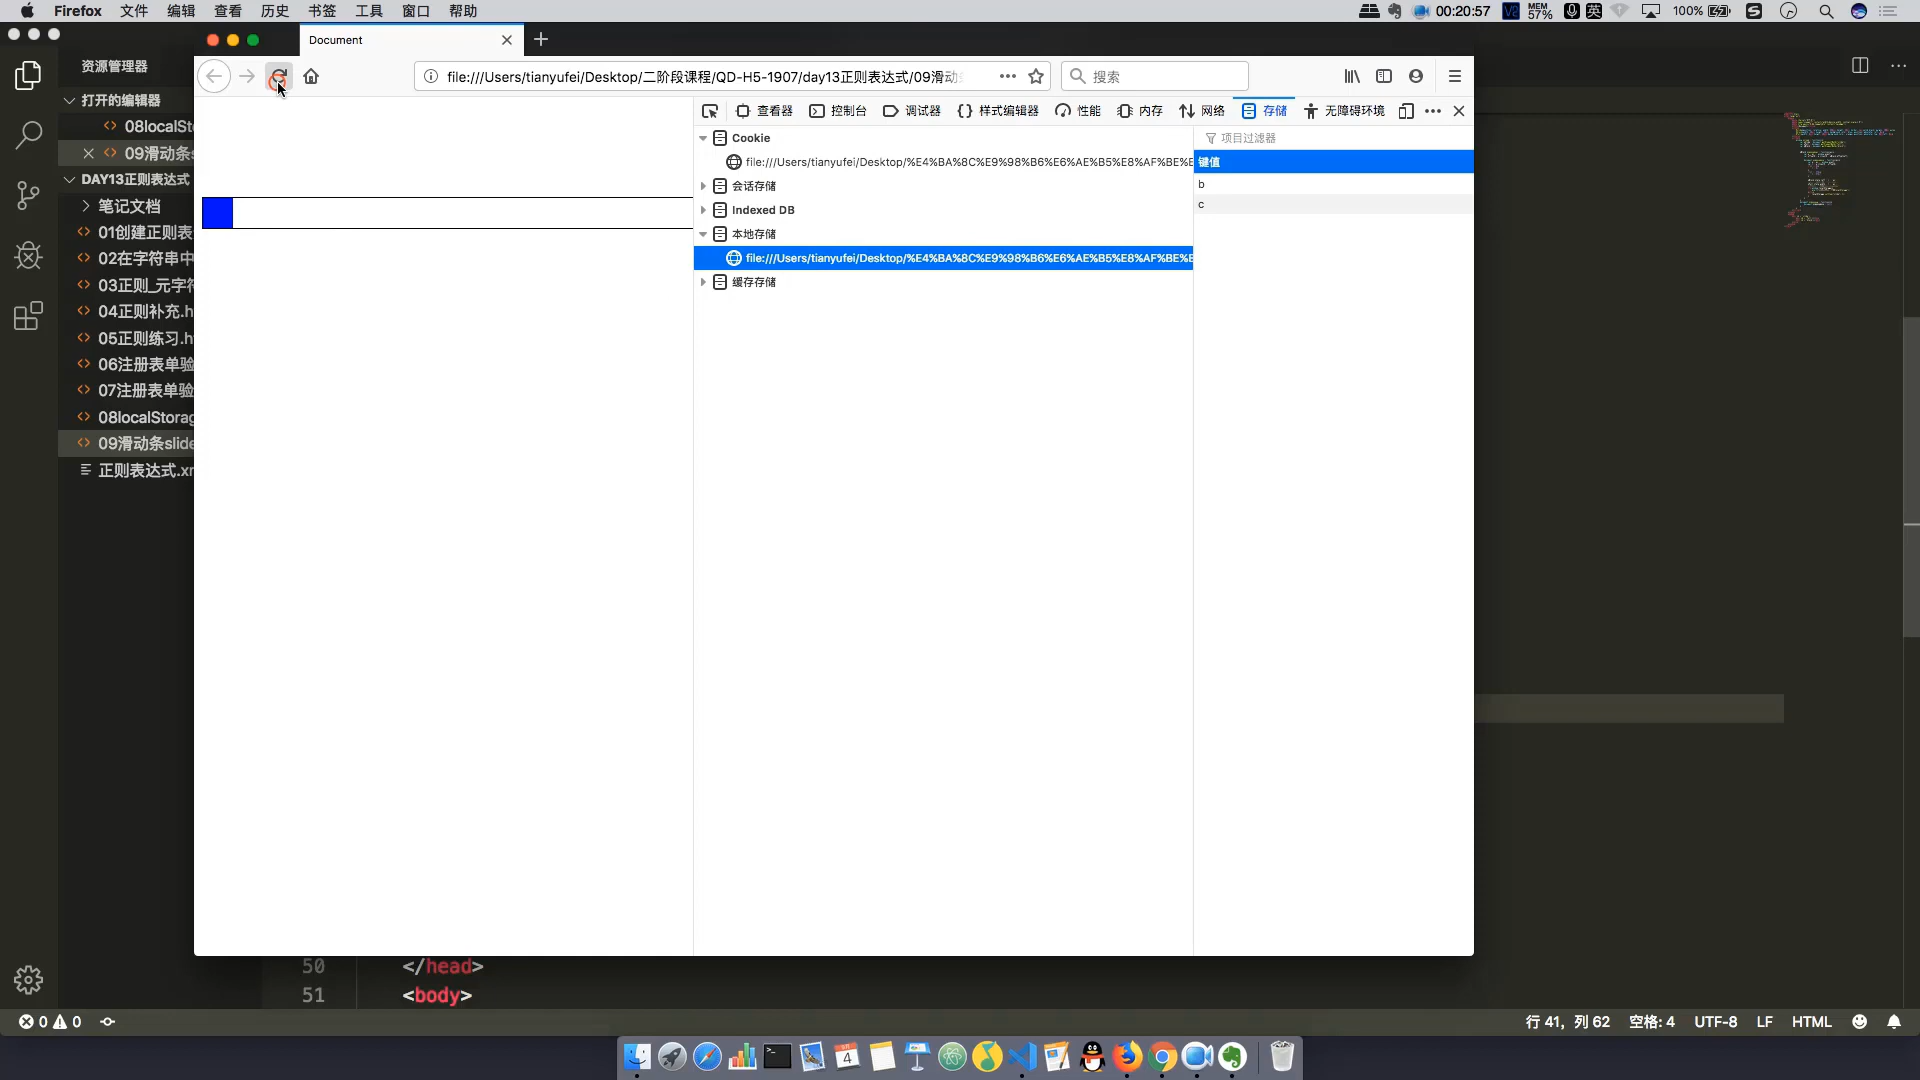 Firefox 文件 编辑 查看 历史 书签 工具 窗口 帮助 00:20:57 MEM 57% 英 100%
Document
资源管理器
file:///Users/tianyufei/Desktop/二阶段课程/QD-H5-1907/day13正则表达式/09滑动 搜索
打开的编辑器
08localSto
09滑动条s
DAY13正则表达式
笔记文档
01创建正则表
02在字符串中
03正则_元字符
04正则补充.h
05正则练习.h
06注册表单验
07注册表单验
08localStorag
09滑动条slide
正则表达式.xm
查看器 控制台 调试器 样式编辑器 性能 内存 网络 存储 无障碍环境
Cookie
file:///Users/tianyufei/Desktop/%E4%BA%8C%E9%98%B6%E6%AE%B5%E8%AF%BE%E
会话存储
Indexed DB
本地存储
file:///Users/tianyufei/Desktop/%E4%BA%8C%E9%98%B6%E6%AE%B5%E8%AF%BE%E
缓存存储
项目过滤器
键值
b
c
50 </head>
51 <body>
0 0 行 41，列 62 空格: 4 UTF-8 LF HTML
4